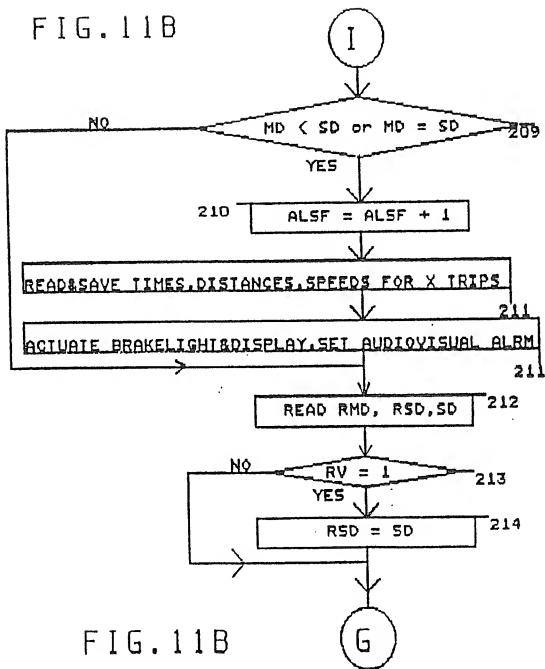 FIG.11B
I
NO
MD < SD or MD = SD
209
YES
210
ALSF = ALSF + 1
READ&SAVE TIMES,DISTANCES,SPEEDS FOR X TRIPS
211
ACTUATE BRAKELIGHT&DISPLAY,SET AUDIOVISUAL ALRM
211
READ RMD, RSD,SD
212
NO
RV = 1
213
YES
RSD = SD
214
FIG.11B
G